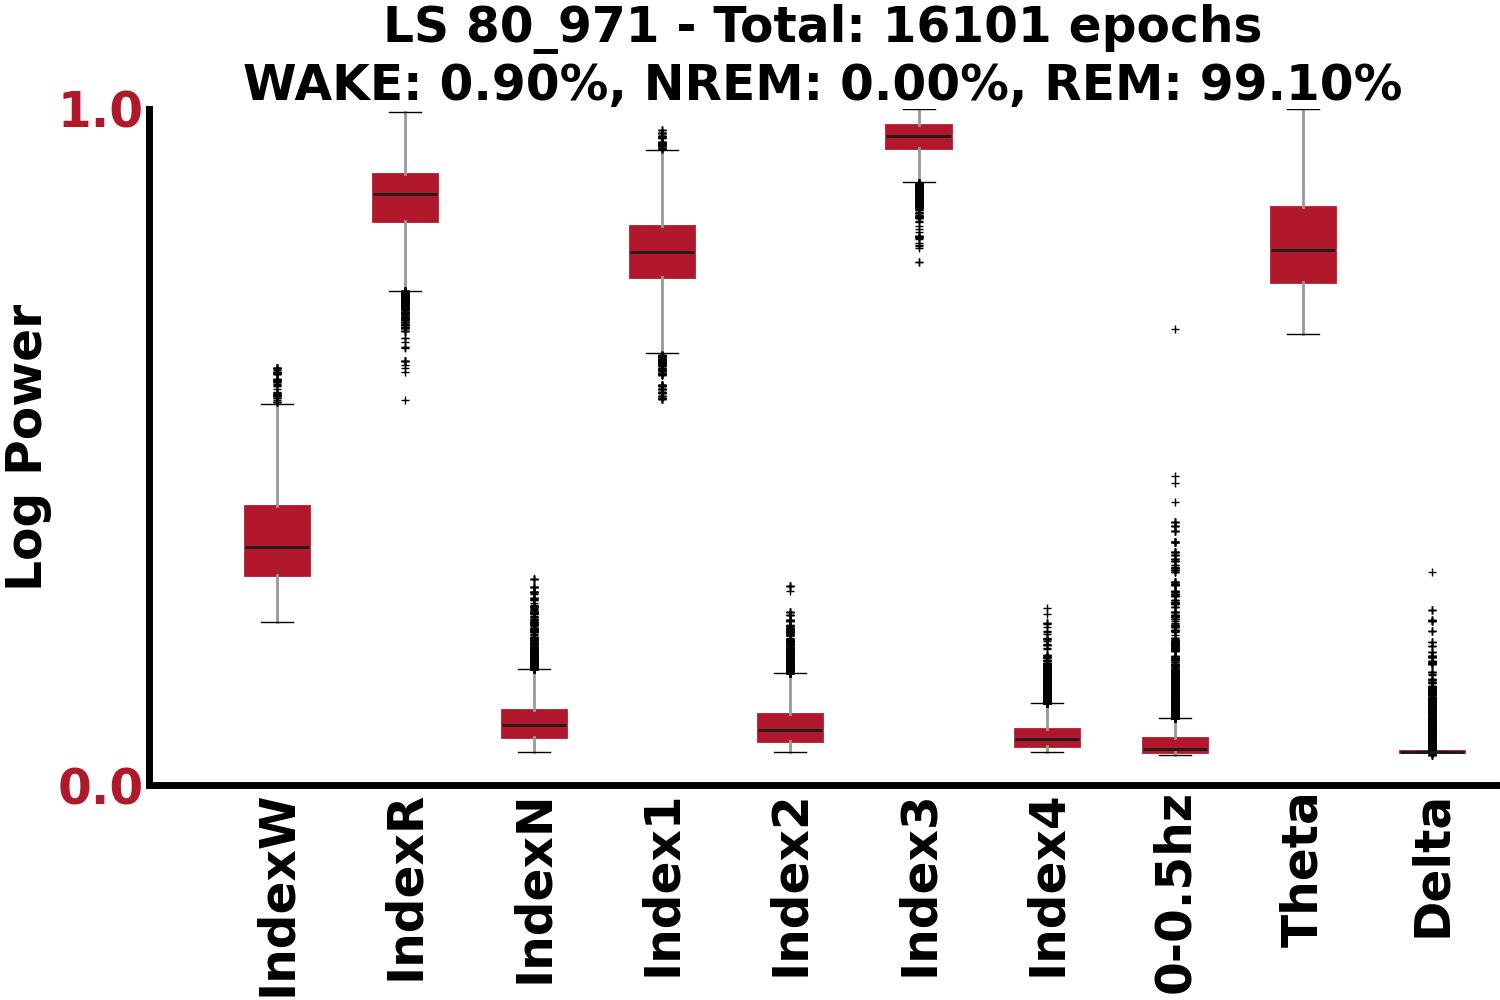 LS 80_971 - Total: 16101 epochs
WAKE: 0.90%, NREM: 0.00%, REM: 99.10%
1.0
Log Power
0.0
IndexW
IndexR
IndexN
Index1
Index2
Index3
Index4
0-0.5hz
Theta
Delta